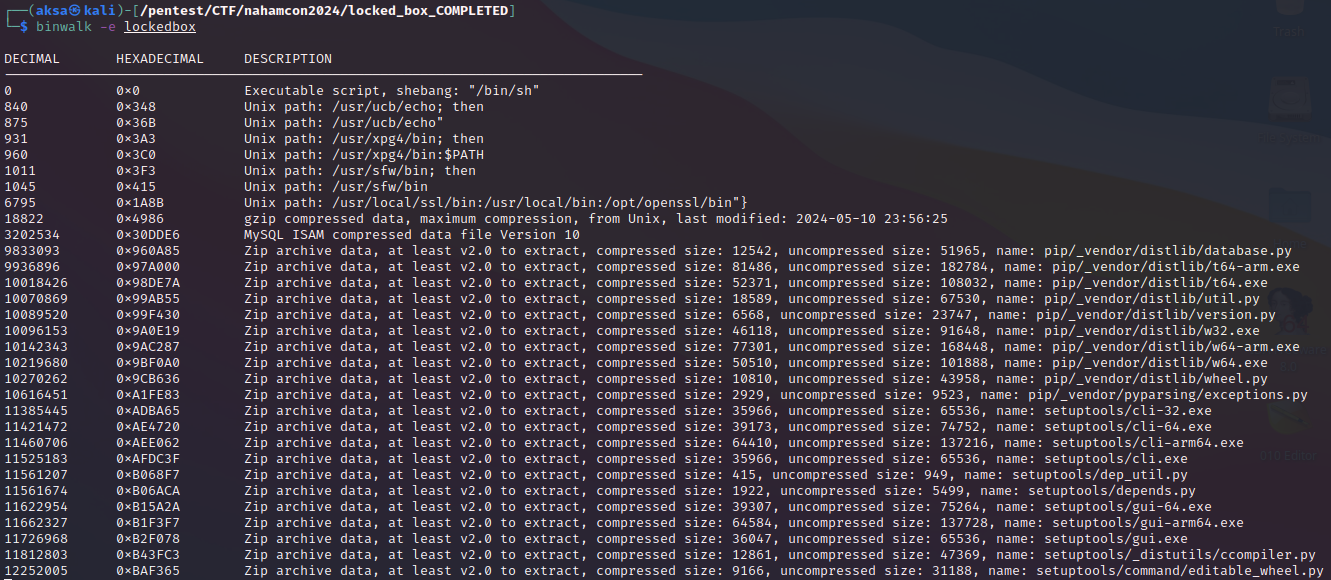 ┌──(aksa㉿kali)-[/pentest/CTF/nahamcon2024/locked_box_COMPLETED]
└─$ binwalk -e lockedbox
DECIMAL HEXADECIMAL DESCRIPTION
0 0×0 Executable script, shebang: "/bin/sh"
840 0×348 Unix path: /usr/ucb/echo; then
875 0×36B Unix path: /usr/ucb/echo"
931 0×3A3 Unix path: /usr/xpg4/bin; then
960 0×3C0 Unix path: /usr/xpg4/bin:$PATH
1011 0×3F3 Unix path: /usr/sfw/bin; then
1045 0×415 Unix path: /usr/sfw/bin
6795 0×1A8B Unix path: /usr/local/ssl/bin:/usr/local/bin:/opt/openssl/bin"}
18822 0×4986 gzip compressed data, maximum compression, from Unix, last modified: 2024-05-10 23:56:25
3202534 0×30DDE6 MySQL ISAM compressed data file Version 10
9833093 0×960A85 Zip archive data, at least v2.0 to extract, compressed size: 12542, uncompressed size: 51965, name: pip/_vendor/distlib/database.py
9936896 0×97A000 Zip archive data, at least v2.0 to extract, compressed size: 81486, uncompressed size: 182784, name: pip/_vendor/distlib/t64-arm.exe
10018426 0×98DE7A Zip archive data, at least v2.0 to extract, compressed size: 52371, uncompressed size: 108032, name: pip/_vendor/distlib/t64.exe
10070869 0×99AB55 Zip archive data, at least v2.0 to extract, compressed size: 18589, uncompressed size: 67530, name: pip/_vendor/distlib/util.py
10089520 0×99F430 Zip archive data, at least v2.0 to extract, compressed size: 6568, uncompressed size: 23747, name: pip/_vendor/distlib/version.py
10096153 0×9A0E19 Zip archive data, at least v2.0 to extract, compressed size: 46118, uncompressed size: 91648, name: pip/_vendor/distlib/w32.exe
10142343 0×9AC287 Zip archive data, at least v2.0 to extract, compressed size: 77301, uncompressed size: 168448, name: pip/_vendor/distlib/w64-arm.exe
10219680 0×9BF0A0 Zip archive data, at least v2.0 to extract, compressed size: 50510, uncompressed size: 101888, name: pip/_vendor/distlib/w64.exe
10270262 0×9CB636 Zip archive data, at least v2.0 to extract, compressed size: 10810, uncompressed size: 43958, name: pip/_vendor/distlib/wheel.py
10616451 0×A1FE83 Zip archive data, at least v2.0 to extract, compressed size: 2929, uncompressed size: 9523, name: pip/_vendor/pyparsing/exceptions.py
11385445 0×ADBA65 Zip archive data, at least v2.0 to extract, compressed size: 35966, uncompressed size: 65536, name: setuptools/cli-32.exe
11421472 0×AE4720 Zip archive data, at least v2.0 to extract, compressed size: 39173, uncompressed size: 74752, name: setuptools/cli-64.exe
11460706 0×AEE062 Zip archive data, at least v2.0 to extract, compressed size: 64410, uncompressed size: 137216, name: setuptools/cli-arm64.exe
11525183 0×AFDC3F Zip archive data, at least v2.0 to extract, compressed size: 35966, uncompressed size: 65536, name: setuptools/cli.exe
11561207 0×B068F7 Zip archive data, at least v2.0 to extract, compressed size: 415, uncompressed size: 949, name: setuptools/dep_util.py
11561674 0×B06ACA Zip archive data, at least v2.0 to extract, compressed size: 1922, uncompressed size: 5499, name: setuptools/depends.py
11622954 0×B15A2A Zip archive data, at least v2.0 to extract, compressed size: 39307, uncompressed size: 75264, name: setuptools/gui-64.exe
11662327 0×B1F3F7 Zip archive data, at least v2.0 to extract, compressed size: 64584, uncompressed size: 137728, name: setuptools/gui-arm64.exe
11726968 0×B2F078 Zip archive data, at least v2.0 to extract, compressed size: 36047, uncompressed size: 65536, name: setuptools/gui.exe
11812803 0×B43FC3 Zip archive data, at least v2.0 to extract, compressed size: 12861, uncompressed size: 47369, name: setuptools/_distutils/ccompiler.py
12252005 0×BAF365 Zip archive data, at least v2.0 to extract, compressed size: 9166, uncompressed size: 31188, name: setuptools/command/editable_wheel.py
Trash
010 Editor